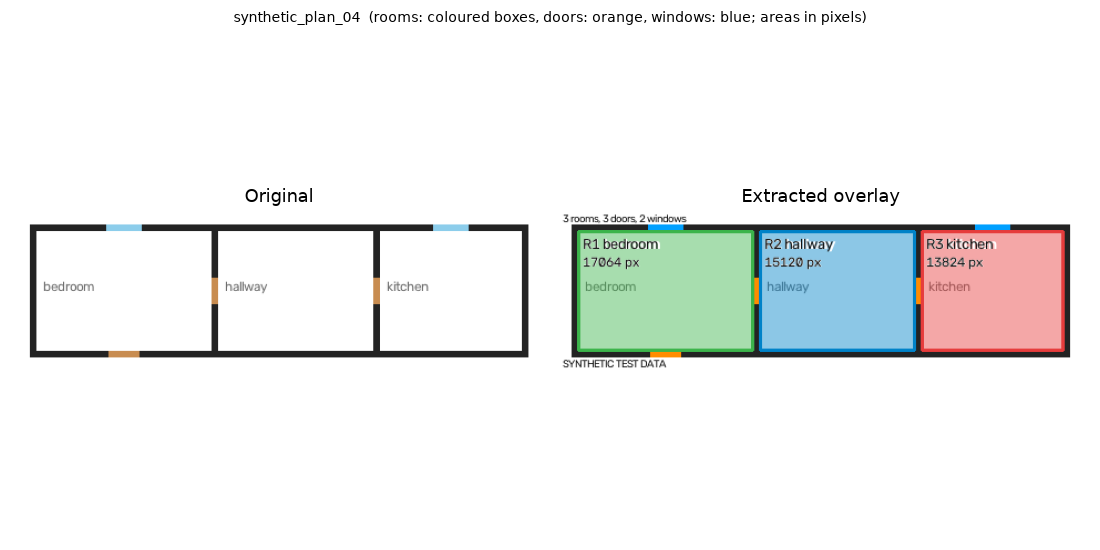 synthetic_plan_04  (rooms: coloured boxes, doors: orange, windows: blue; areas in pixels)
Original
bedroom
hallway
kitchen
Extracted overlay
3 rooms, 3 doors, 2 windows
R1 bedroom
17064 px
bedroom
R2 hallway
15120 px
hallway
R3 kitchen
13824 px
kitchen
SYNTHETIC TEST DATA